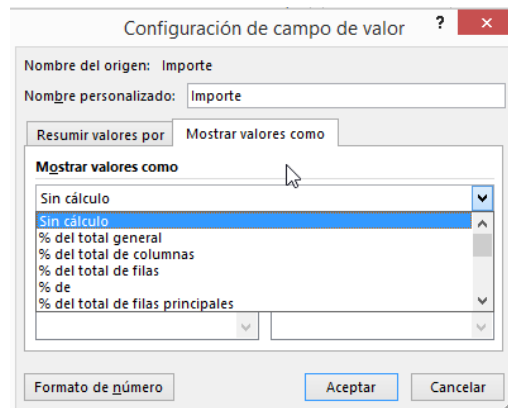 Configuración de campo de valor ? ×
Nombre del origen: Importe
Nombre personalizado: Importe
Resumir valores por Mostrar valores como
Mostrar valores como
Sin cálculo
Sin cálculo
% del total general
% del total de columnas
% del total de filas
% de
% del total de filas principales
Formato de número Aceptar Cancelar